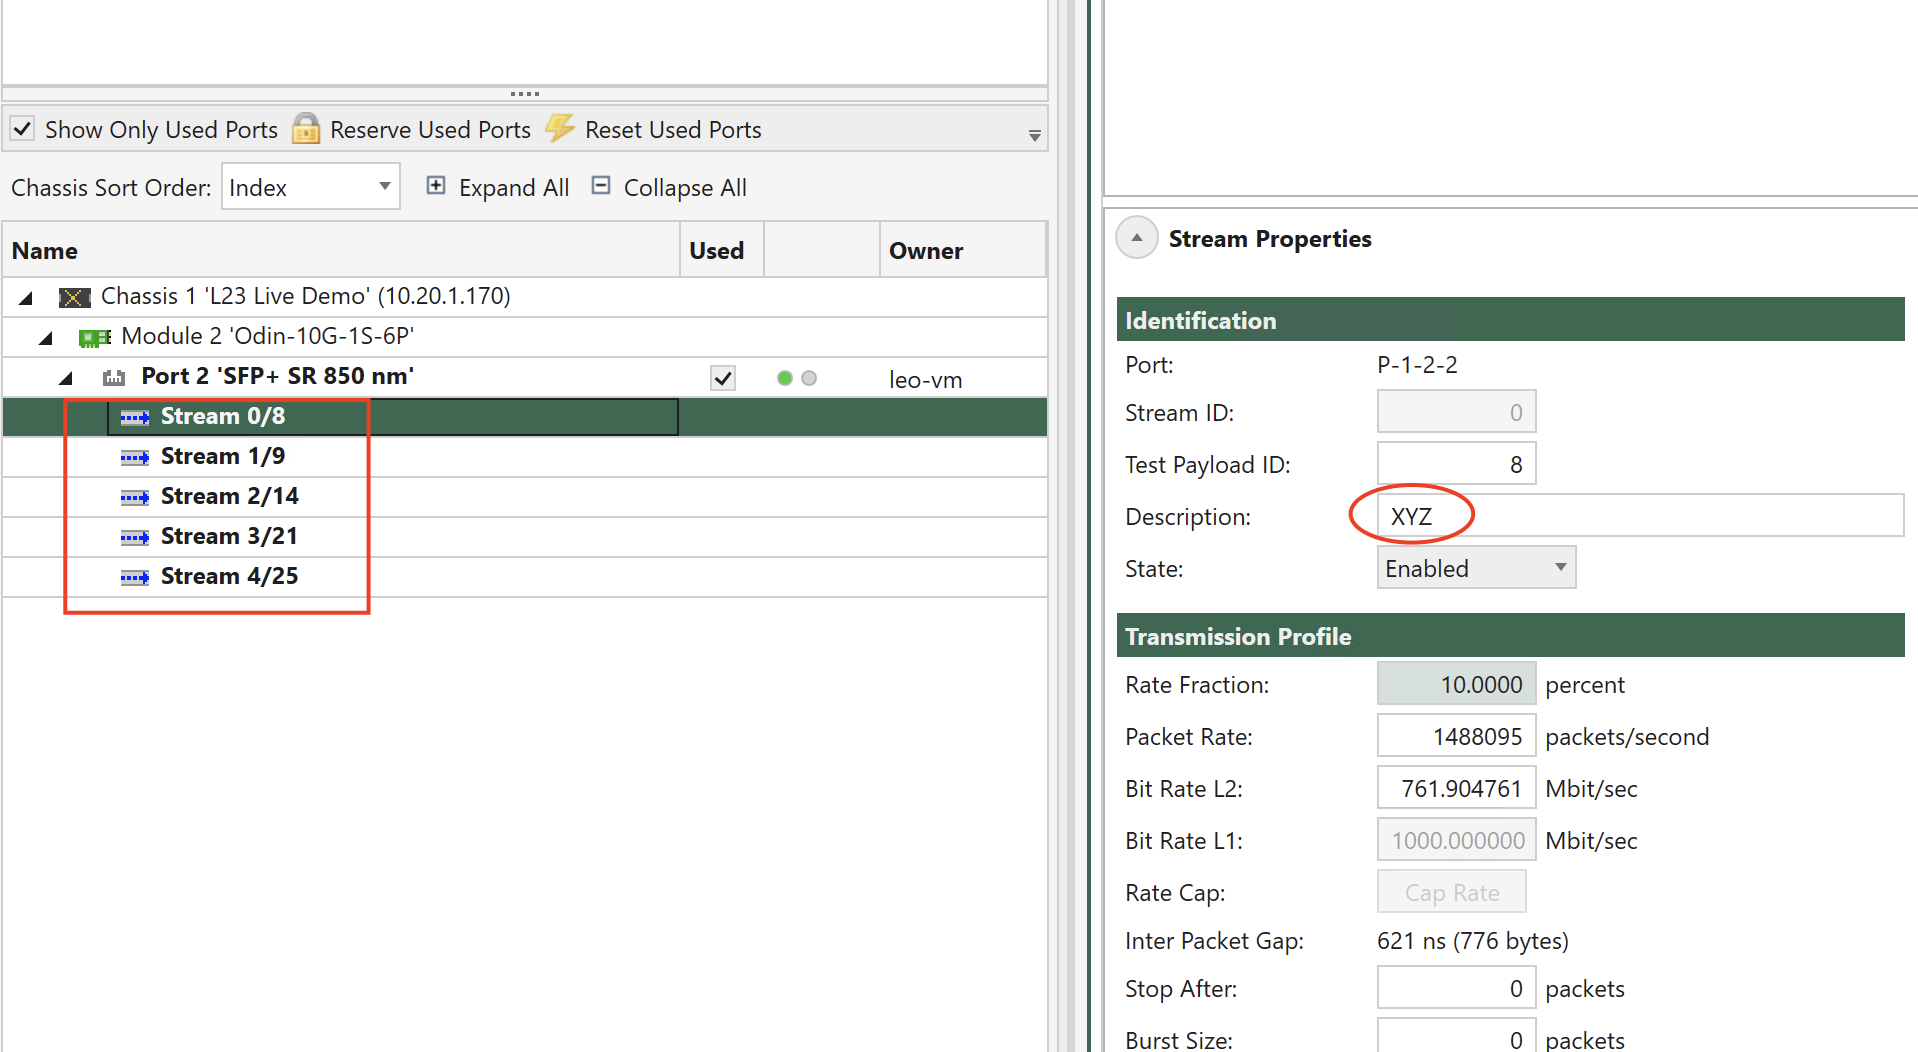 Show Only Used Ports Reserve Used Ports Reset Used Ports
Chassis Sort Order: Index Expand All Collapse All
Name Used Owner
Chassis 1 'L23 Live Demo' (10.20.1.170)
Module 2 'Odin-10G-1S-6P'
Port 2 'SFP+ SR 850 nm' leo-vm
Stream 0/8
Stream 1/9
Stream 2/14
Stream 3/21
Stream 4/25
Stream Properties
Identification
Port: P-1-2-2
Stream ID: 0
Test Payload ID: 8
Description: XYZ
State: Enabled
Transmission Profile
Rate Fraction: 10.0000 percent
Packet Rate: 1488095 packets/second
Bit Rate L2: 761.904761 Mbit/sec
Bit Rate L1: 1000.000000 Mbit/sec
Rate Cap: Cap Rate
Inter Packet Gap: 621 ns (776 bytes)
Stop After: 0 packets
Burst Size: 0 packets